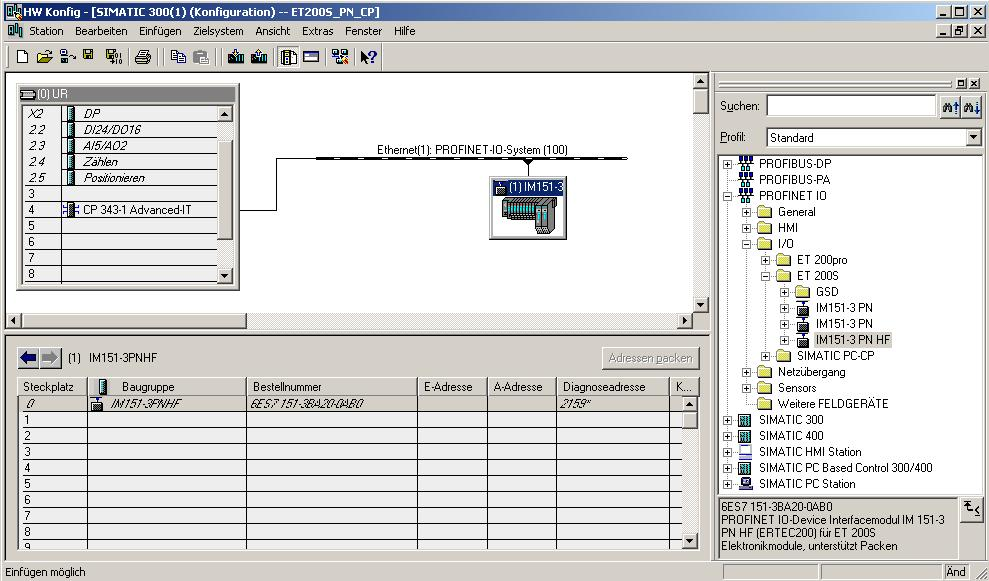 HW Konfig - [SIMATIC 300(1) (Konfiguration) -- ET200S_PN_CP]
Station Bearbeiten Einfügen Zielsystem Ansicht Extras Fenster Hilfe
(0) UR
X2 DP
2.2 DI24/DO16
2.3 AI5/AO2
2.4 Zählen
2.5 Positionieren
3
4 CP 343-1 Advanced-IT
5
6
7
8
Ethernet(1): PROFINET-IO-System (100)
(1) IM151-3
Suchen:
Profil: Standard
PROFIBUS-DP
PROFIBUS-PA
PROFINET IO
General
HMI
I/O
ET 200pro
ET 200S
GSD
IM151-3 PN
IM151-3 PN
IM151-3 PN HF
SIMATIC PC-CP
Netzübergang
Sensors
Weitere FELDGERÄTE
SIMATIC 300
SIMATIC 400
SIMATIC HMI Station
SIMATIC PC Based Control 300/400
SIMATIC PC Station
6ES7 151-3BA20-0AB0
PROFINET IO-Device Interfacemodul IM 151-3
PN HF (ERTEC200) für ET 200S
Elektronikmodule, unterstützt Packen
(1) IM151-3PNHF
Adressen packen
Steckplatz Baugruppe Bestellnummer E-Adresse A-Adresse Diagnoseadresse K...
0 IM151-3PNHF 6ES7 151-3BA20-0AB0 2159*
1
2
3
4
5
6
7
8
9
Einfügen möglich
Änd